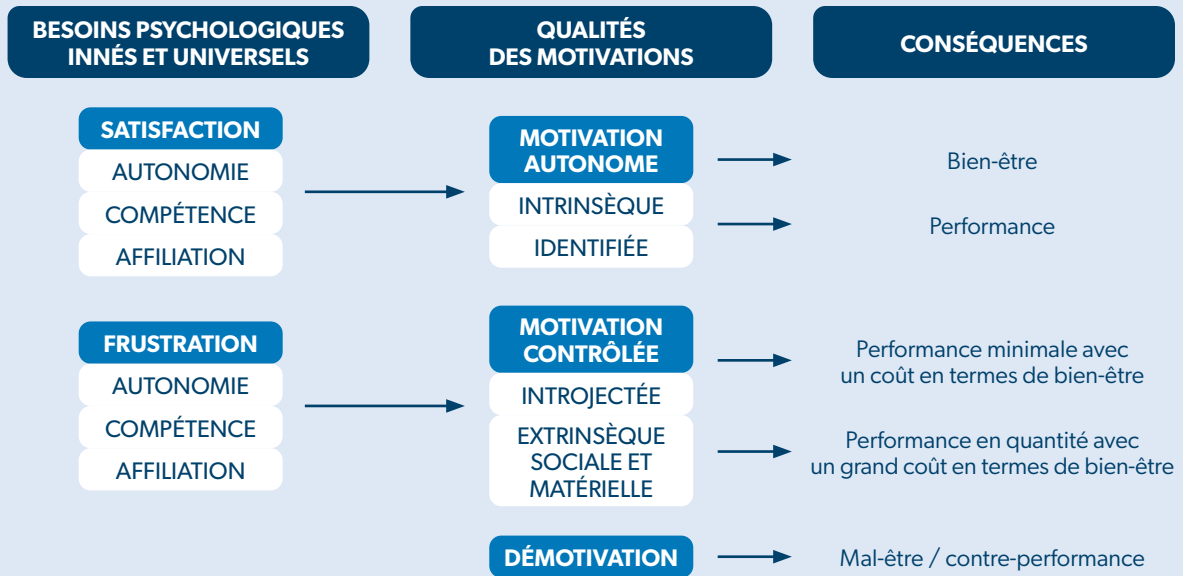 BESOINS PSYCHOLOGIQUES
INNÉS ET UNIVERSELS
QUALITÉS
DES MOTIVATIONS
CONSÉQUENCES
SATISFACTION
AUTONOMIE
COMPÉTENCE
AFFILIATION
MOTIVATION
AUTONOME
INTRINSÈQUE
IDENTIFIÉE
Bien-être
Performance
FRUSTRATION
AUTONOMIE
COMPÉTENCE
AFFILIATION
MOTIVATION
CONTRÔLÉE
INTROJECTÉE
EXTRINSÈQUE
SOCIALE ET
MATÉRIELLE
Performance minimale avec
un coût en termes de bien-être
Performance en quantité avec
un grand coût en termes de bien-être
DÉMOTIVATION
Mal-être / contre-performance